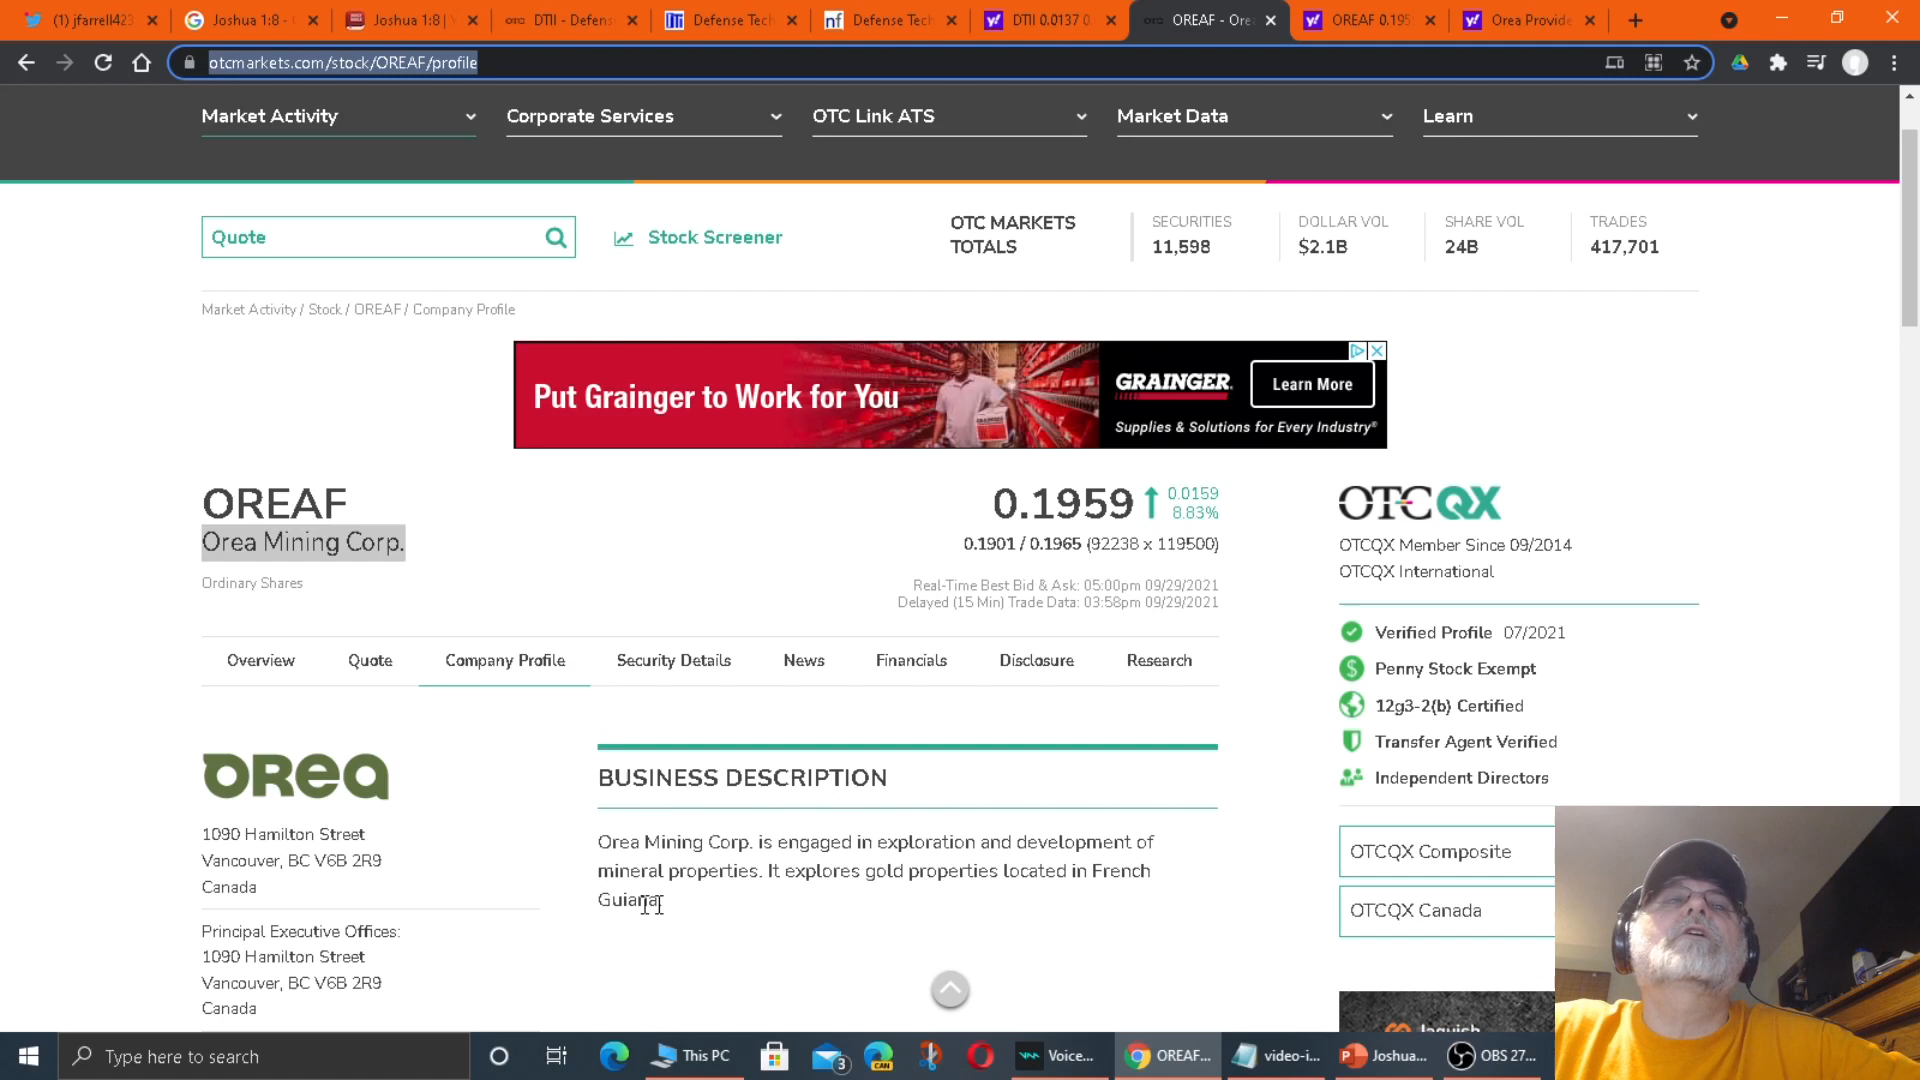 (1) jfarrell423
Joshua 1:8 -
Joshua 1:8 |
DTII - Defens
Defense Tech
Defense Tech
DTII 0.0137 0.
OREAF - Ore
OREAF 0.195
Orea Provide
otcmarkets.com/stock/OREAF/profile
Market Activity
Corporate Services
OTC Link ATS
Market Data
Learn
Quote
Stock Screener
OTC MARKETS
TOTALS
SECURITIES
11,598
DOLLAR VOL
$2.1B
SHARE VOL
24B
TRADES
417,701
Market Activity / Stock / OREAF / Company Profile
Put Grainger to Work for You
GRAINGER
Learn More
Supplies & Solutions for Every Industry®
OREAF
Orea Mining Corp.
Ordinary Shares
0.1959
0.0159
8.83%
0.1901 / 0.1965 (92238 x 119500)
Real-Time Best Bid & Ask: 05:00pm 09/29/2021
Delayed (15 Min) Trade Data: 03:58pm 09/29/2021
OTCQX
OTCQX Member Since 09/2014
OTCQX International
Verified Profile 07/2021
Penny Stock Exempt
12g3-2(b) Certified
Transfer Agent Verified
Independent Directors
OTCQX Composite
OTCQX Canada
Overview
Quote
Company Profile
Security Details
News
Financials
Disclosure
Research
orea
1090 Hamilton Street
Vancouver, BC V6B 2R9
Canada
Principal Executive Offices:
1090 Hamilton Street
Vancouver, BC V6B 2R9
Canada
BUSINESS DESCRIPTION
Orea Mining Corp. is engaged in exploration and development of
mineral properties. It explores gold properties located in French
Guiana
Type here to search
This PC
3
CAN
Voice...
OREAF...
video-i...
Joshua...
OBS 27...